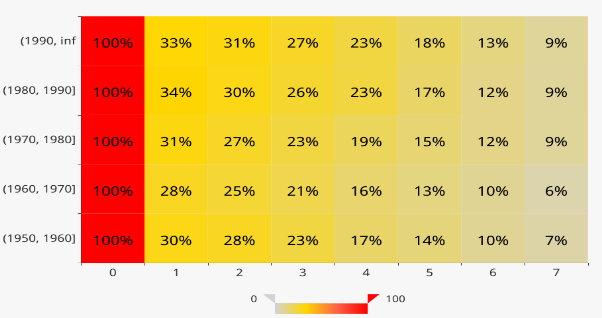 (1990, inf 100% 33% 31% 27% 23% 18% 13% 9%
(1980, 1990] 100% 34% 30% 26% 23% 17% 12% 9%
(1970, 1980] 100% 31% 27% 23% 19% 15% 12% 9%
(1960, 1970] 100% 28% 25% 21% 16% 13% 10% 6%
(1950, 1960] 100% 30% 28% 23% 17% 14% 10% 7%
0 1 2 3 4 5 6 7
0 100